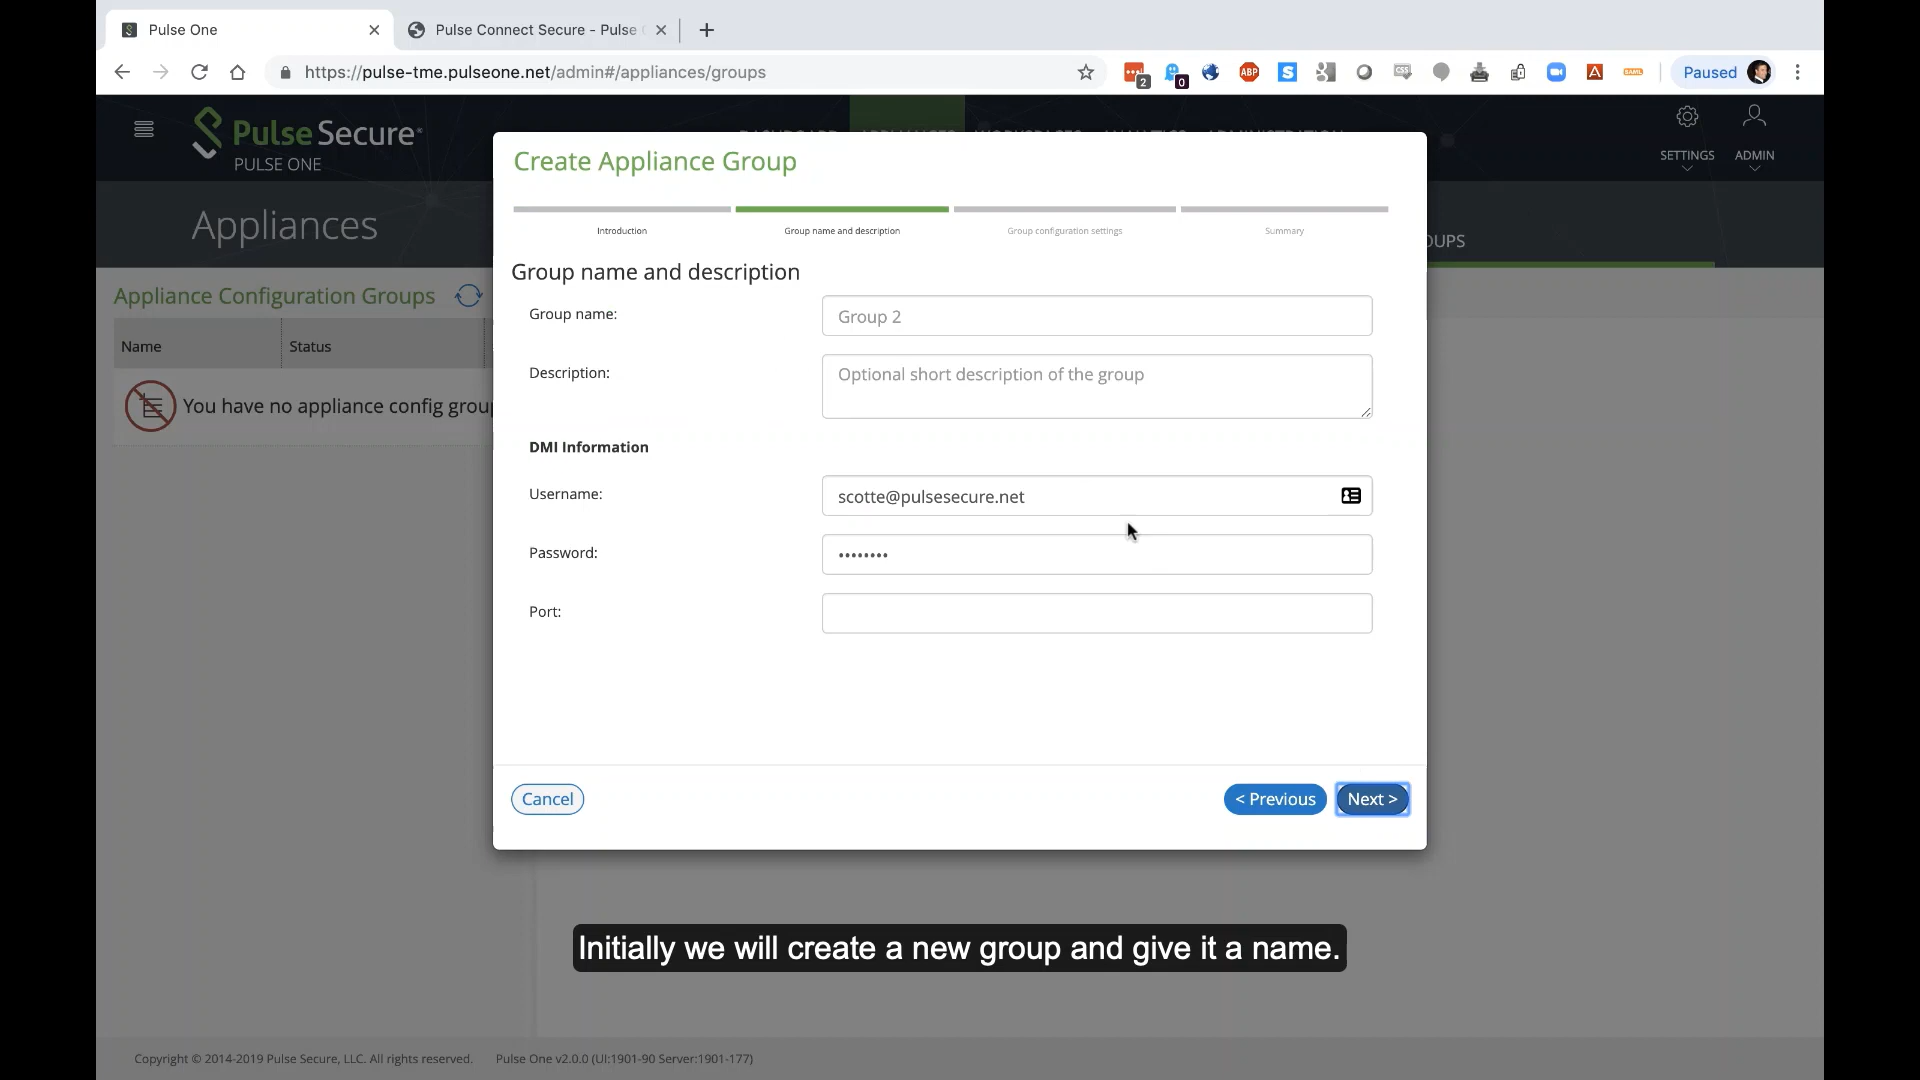 Pulse One
Pulse Connect Secure - Pulse
https://pulse-tme.pulseone.net/admin#/appliances/groups
2
0
ABP
Paused
PulseSecure
PULSE ONE
SETTINGS
ADMIN
Appliances
OUPS
Appliance Configuration Groups
Name
Status
You have no appliance config group
Create Appliance Group
Introduction
Group name and description
Group configuration settings
Summary
Group name and description
Group name:
Group 2
Description:
Optional short description of the group
DMI Information
Username:
scotte@pulsesecure.net
Password:
••••••••
Port:
Cancel
< Previous
Next >
Initially we will create a new group and give it a name.
Copyright © 2014-2019 Pulse Secure, LLC. All rights reserved.
Pulse One v2.0.0 (UI:1901-90 Server:1901-177)